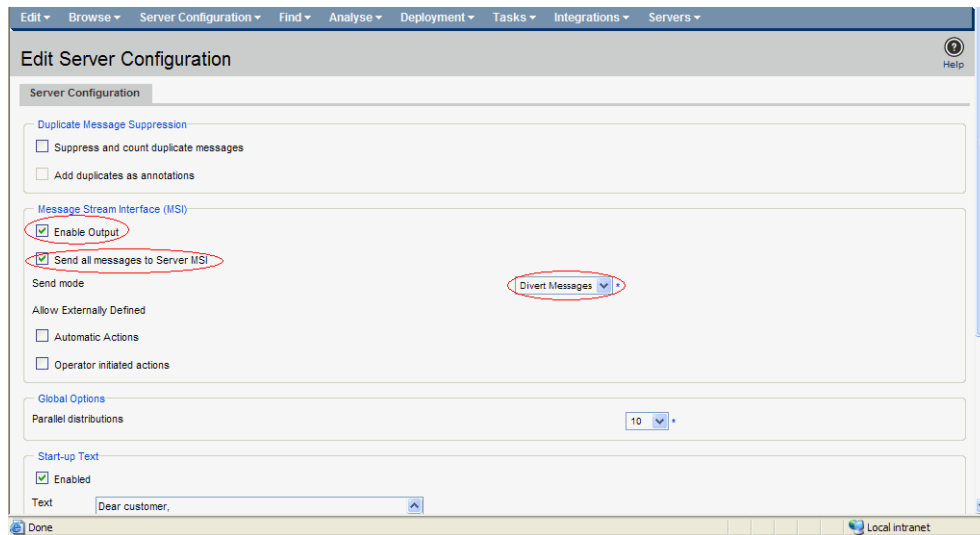 Edit Browse Server Configuration Find Analyse Deployment Tasks Integrations Servers
Edit Server Configuration
Help
Server Configuration
Duplicate Message Suppression
Suppress and count duplicate messages
Add duplicates as annotations
Message Stream Interface (MSI)
Enable Output
Send all messages to Server MSI
Send mode Divert Messages *
Allow Externally Defined
Automatic Actions
Operator initiated actions
Global Options
Parallel distributions 10 *
Start-up Text
Enabled
Text Dear customer,
Done Local intranet